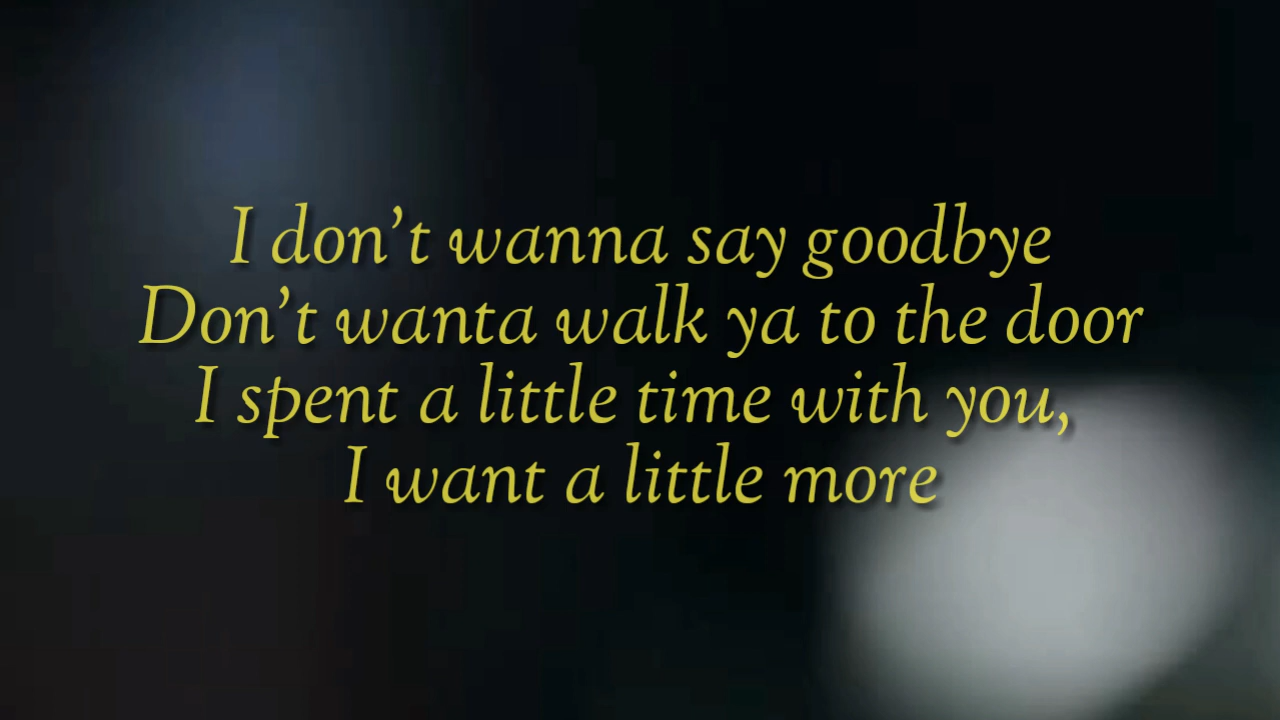 I don’t wanna say goodbye
Don’t wanta walk ya to the door
I spent a little time with you,
I want a little more